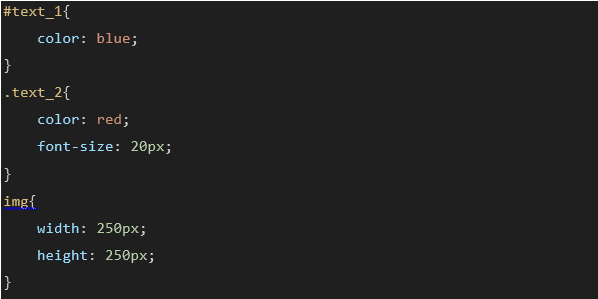 #text_1{
    color: blue;
}
.text_2{
    color: red;
    font-size: 20px;
}
img{
    width: 250px;
    height: 250px;
}